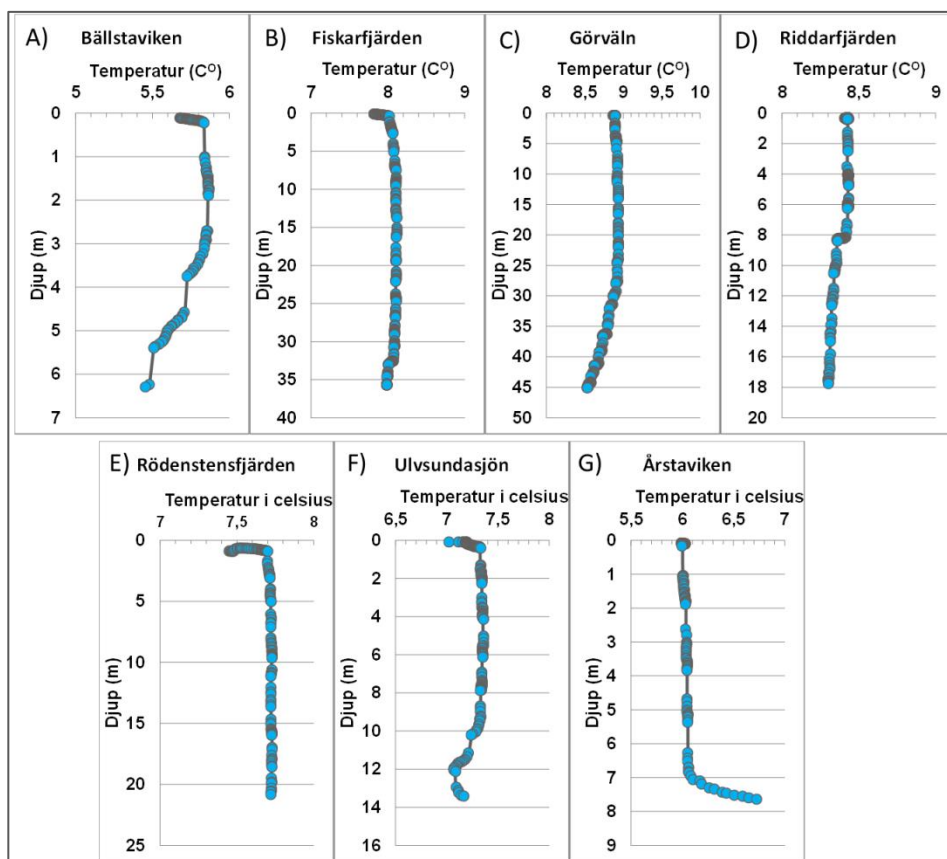 A) Bällstaviken
Temperatur (C⁰)
5 5,5 6
0
1
2
3
4
5
6
7
Djup (m)
B) Fiskarfjärden
Temperatur (C⁰)
7 8 9
0
5
10
15
20
25
30
35
40
Djup (m)
C) Görväln
Temperatur (C⁰)
8 8,5 9 9,5 10
0
5
10
15
20
25
30
35
40
45
50
Djup (m)
D) Riddarfjärden
Temperatur (C⁰)
8 8,5 9
0
2
4
6
8
10
12
14
16
18
20
Djup (m)
E) Rödenstensfjärden
Temperatur i celsius
7 7,5 8
0
5
10
15
20
25
Djup (m)
F) Ulvsundasjön
Temperatur i celsius
6,5 7 7,5 8
0
2
4
6
8
10
12
14
16
Djup (m)
G) Årstaviken
Temperatur i celsius
5,5 6 6,5 7
0
1
2
3
4
5
6
7
8
9
Djup (m)